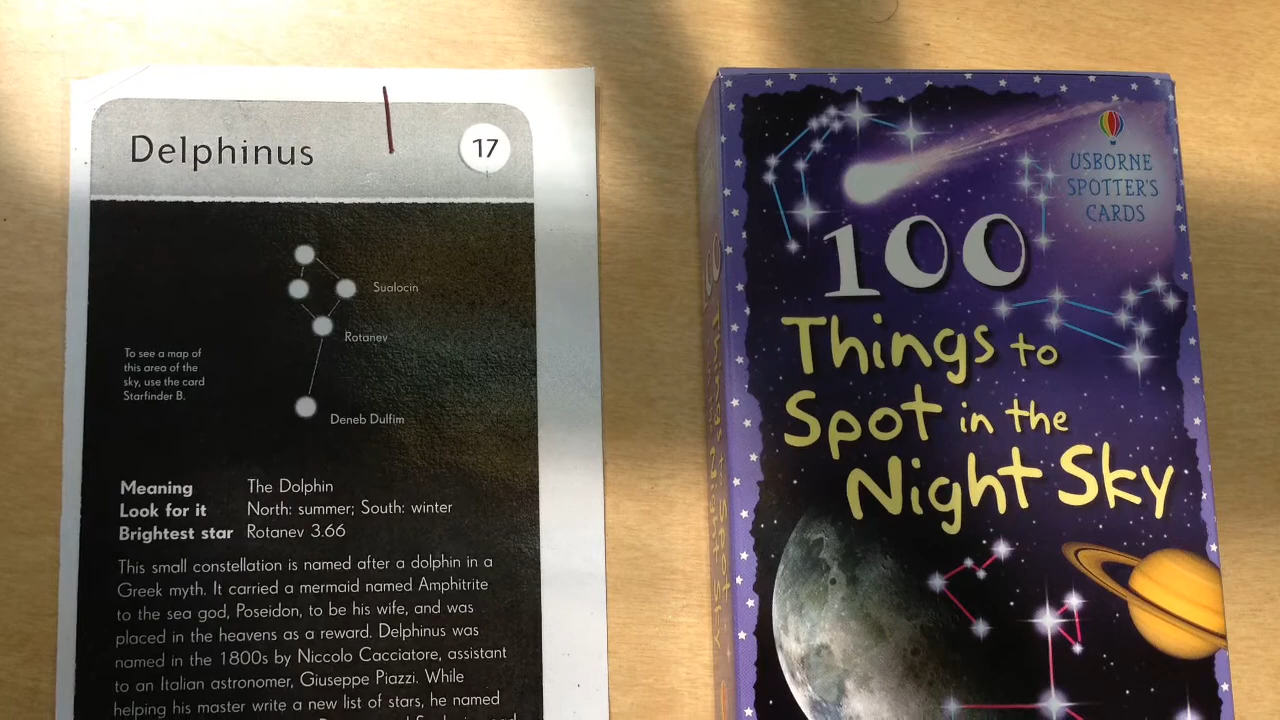 Delphinus
17
Sualocin
Rotanev
To see a map of
this area of the
sky, use the card
Starfinder B.
Deneb Dulfim
Meaning The Dolphin
Look for it North: summer; South: winter
Brightest star Rotanev 3.66
This small constellation is named after a dolphin in a
Greek myth. It carried a mermaid named Amphitrite
to the sea god, Poseidon, to be his wife, and was
placed in the heavens as a reward. Delphinus was
named in the 1800s by Niccolo Cacciatore, assistant
to an Italian astronomer, Giuseppe Piazzi. While
helping his master write a new list of stars, he named
USBORNE
SPOTTER'S
CARDS
100
Things to
Spot in the
Night Sky